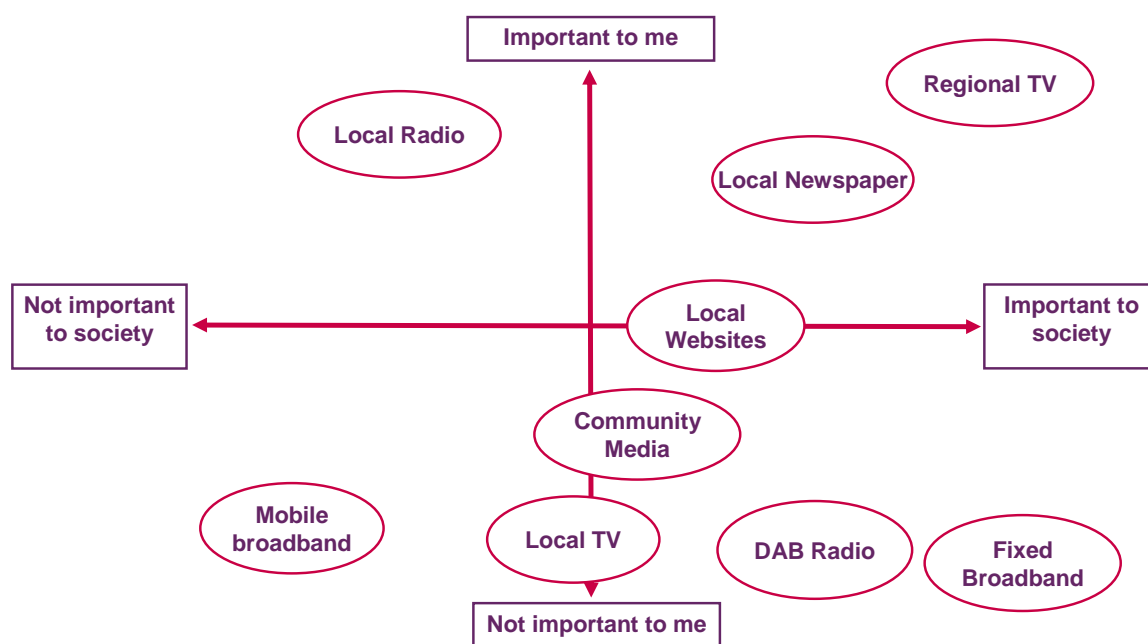 Important to me
Regional TV
Local Radio
Local Newspaper
Not important
to society
Local
Websites
Important to
society
Community
Media
Mobile
broadband
Local TV
DAB Radio
Fixed
Broadband
Not important to me